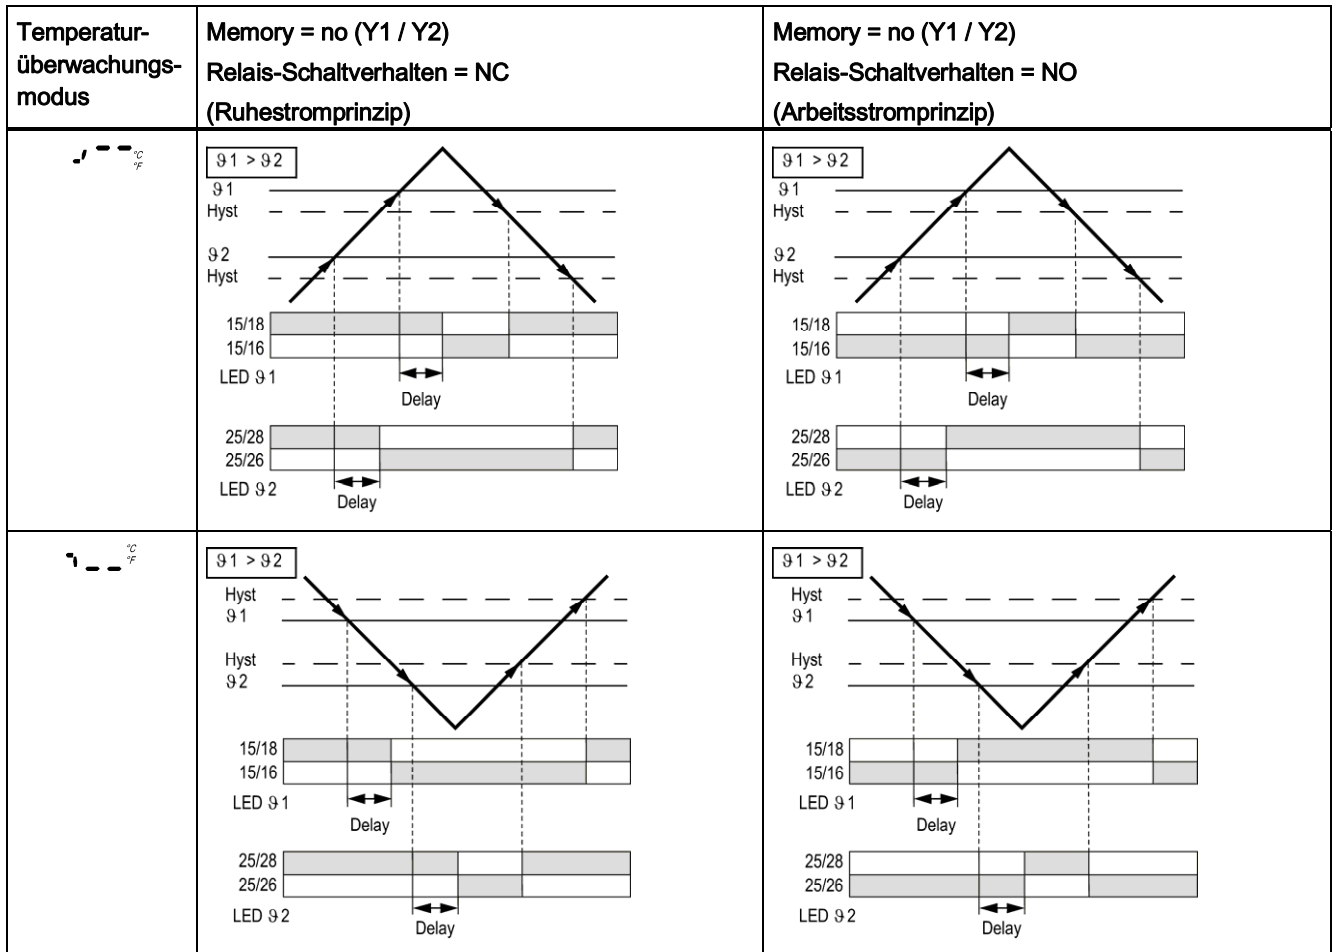 Temperatur-
überwachungs-
modus
Memory = no (Y1 / Y2)
Relais-Schaltverhalten = NC
(Ruhestromprinzip)
Memory = no (Y1 / Y2)
Relais-Schaltverhalten = NO
(Arbeitsstromprinzip)
°C
°F
ϑ1 > ϑ2
ϑ1
Hyst
ϑ2
Hyst
15/18
15/16
LED ϑ1
Delay
25/28
25/26
LED ϑ2
Delay
ϑ1 > ϑ2
ϑ1
Hyst
ϑ2
Hyst
15/18
15/16
LED ϑ1
Delay
25/28
25/26
LED ϑ2
Delay
°C
°F
ϑ1 > ϑ2
Hyst
ϑ1
Hyst
ϑ2
15/18
15/16
LED ϑ1
Delay
25/28
25/26
LED ϑ2
Delay
ϑ1 > ϑ2
Hyst
ϑ1
Hyst
ϑ2
15/18
15/16
LED ϑ1
Delay
25/28
25/26
LED ϑ2
Delay